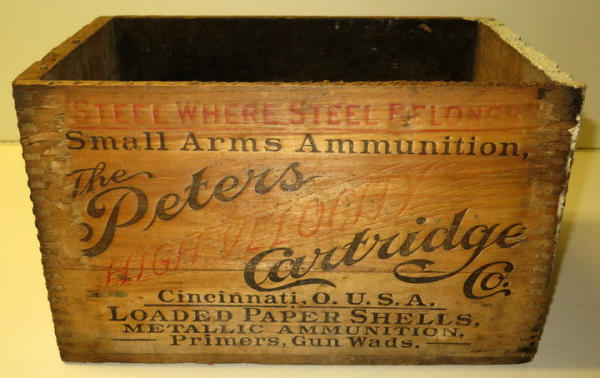 "STEEL WHERE STEEL BELONGS"
Small Arms Ammunition,
The
Peters
HIGH VELOCITY
Cartridge
Co.
Cincinnati, O. U.S.A.
LOADED PAPER SHELLS,
METALLIC AMMUNITION,
Primers, Gun Wads.